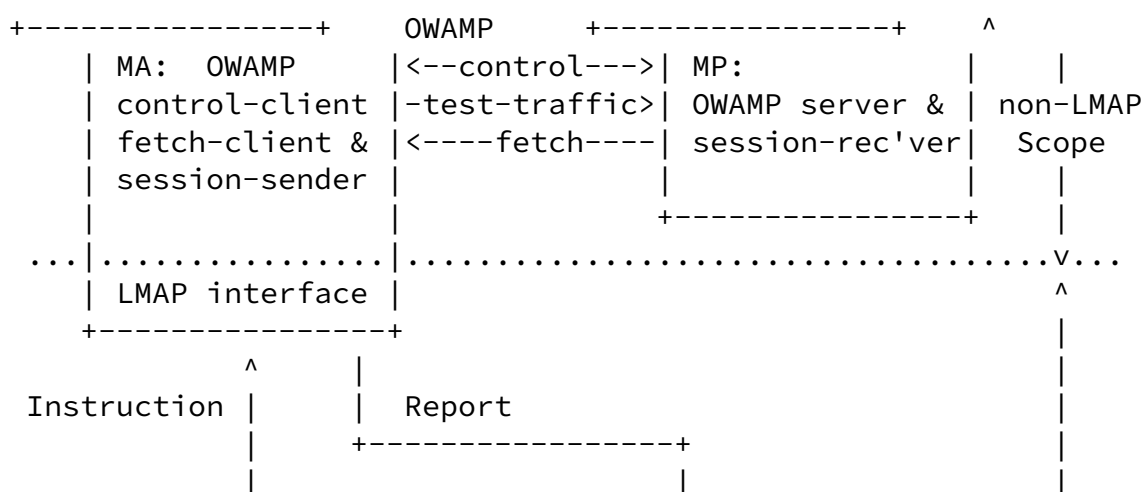 +----------------+    OWAMP     +----------------+    ^
    | MA:  OWAMP     |<--control--->| MP:            |    |
    | control-client |-test-traffic>| OWAMP server & | non-LMAP
    | fetch-client & |<----fetch----| session-rec'ver|  Scope
    | session-sender |              |                |    |
    |                |              +----------------+    |
 ...|................|....................................v...
    | LMAP interface |                                    ^
    +----------------+                                    |
            ^     |                                       |
Instruction |     |  Report                               |
            |     +-----------------+                     |
            |                       |                     |